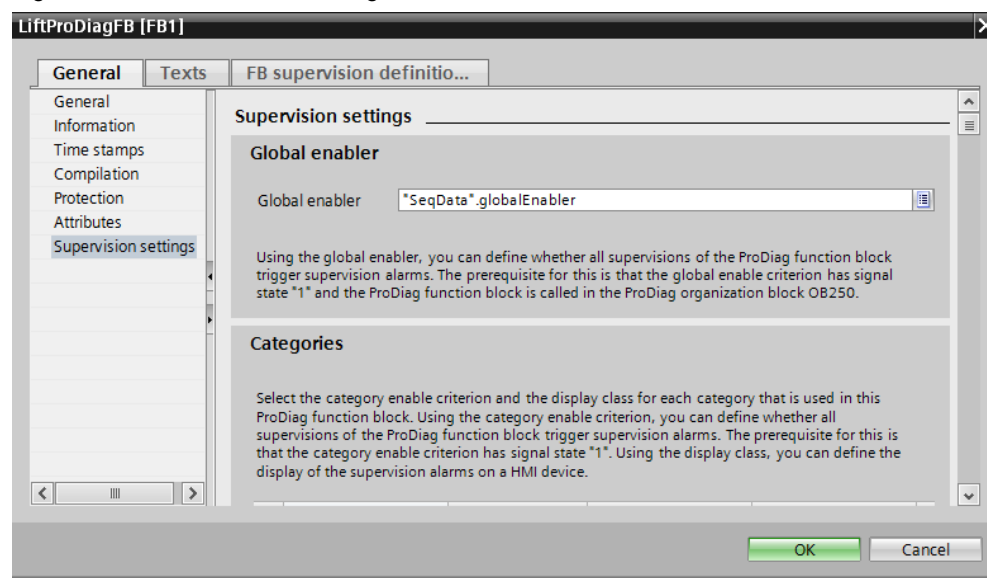 LiftProDiagFB [FB1]
General
Texts
FB supervision definitio...
General
Information
Time stamps
Compilation
Protection
Attributes
Supervision settings
Supervision settings
Global enabler
Global enabler
"SeqData".globalEnabler
Using the global enabler, you can define whether all supervisions of the ProDiag function block
trigger supervision alarms. The prerequisite for this is that the global enable criterion has signal
state "1" and the ProDiag function block is called in the ProDiag organization block OB250.
Categories
Select the category enable criterion and the display class for each category that is used in this
ProDiag function block. Using the category enable criterion, you can define whether all
supervisions of the ProDiag function block trigger supervision alarms. The prerequisite for this is
that the category enable criterion has signal state "1". Using the display class, you can define the
display of the supervision alarms on a HMI device.
OK
Cancel